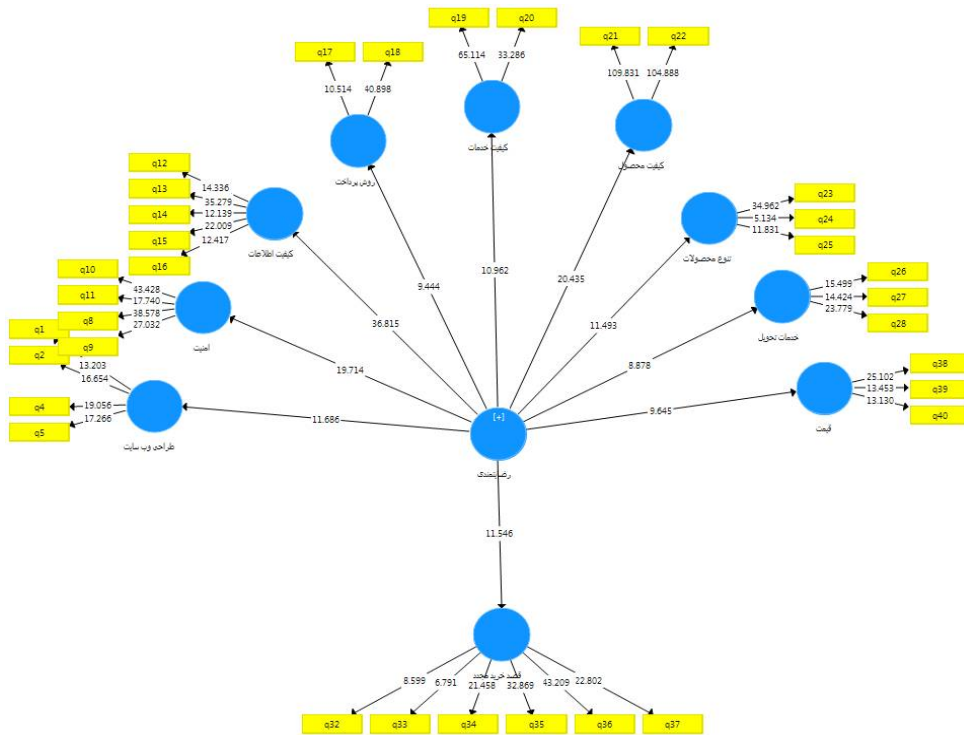 q19
q20
65.114
33.286
کیفیت خدمات
q21
q22
109.831
104.888
کیفیت محصول
q17
q18
10.514
40.898
روش پرداخت
q12
q13
q14
q15
q16
14.336
35.279
12.139
22.009
12.417
کیفیت اطلاعات
q23
q24
q25
34.962
5.134
11.831
تنوع محصولات
q10
q11
q8
q9
43.428
17.740
38.578
27.032
امنیت
q26
q27
q28
15.499
14.424
23.779
خدمات تحویل
q1
q2
q4
q5
13.203
16.654
19.056
17.266
طراحی وب سایت
q38
q39
q40
25.102
13.453
13.130
قیمت
9.444
10.962
20.435
36.815
11.493
19.714
8.878
11.686
9.645
[+]
رضایتمندی
11.546
قصد خرید مجدد
8.599
6.791
21.458
32.869
43.209
22.802
q32
q33
q34
q35
q36
q37